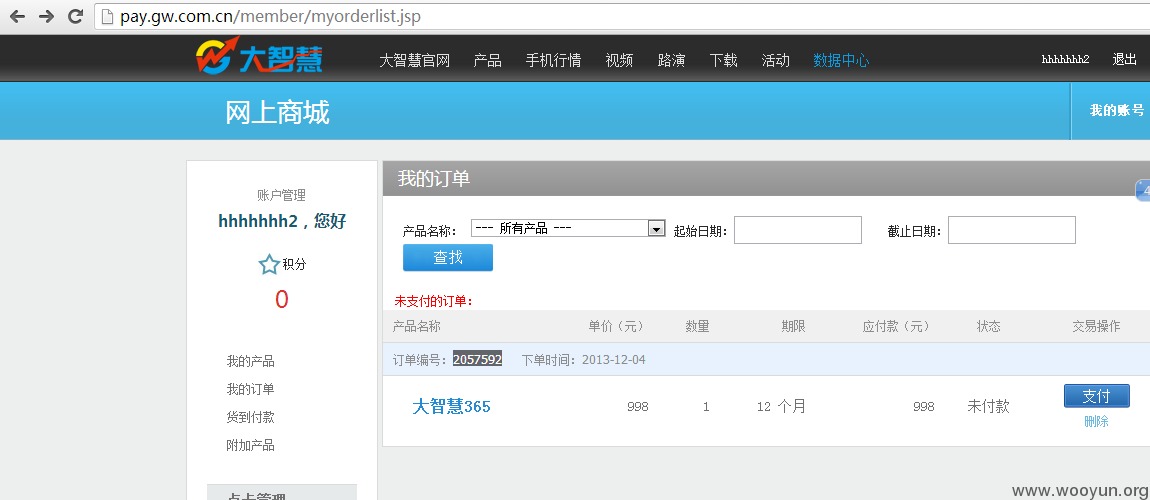 pay.gw.com.cn/member/myorderlist.jsp
大智慧 大智慧官网 产品 手机行情 视频 路演 下载 活动 数据中心 hhhhhhh2 退出
网上商城 我的账号
账户管理
hhhhhhh2，您好
积分
0
我的产品
我的订单
货到付款
附加产品
点卡管理
我的订单
产品名称： --- 所有产品 --- 起始日期： 截止日期：
查找
未支付的订单：
产品名称 单价（元） 数量 期限 应付款（元） 状态 交易操作
订单编号：2057592 下单时间：2013-12-04
大智慧365 998 1 12 个月 998 未付款 支付
删除
www.wooyun.org